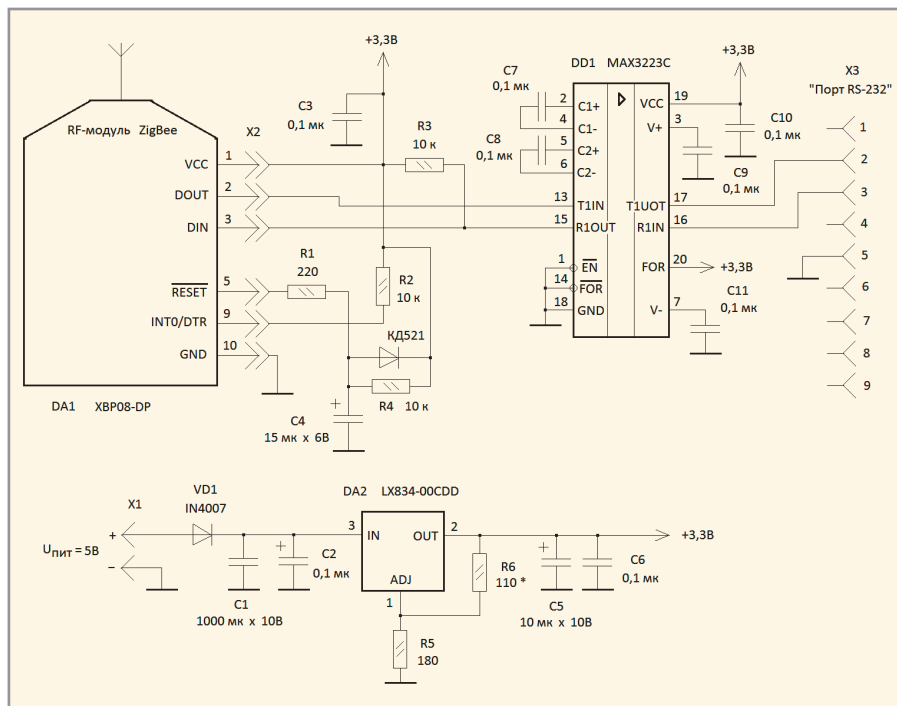 +3,3В
DD1 MAX3223C
+3,3В
X3
"Порт RS-232"
C7
0,1 мк
C3
0,1 мк
RF-модуль ZigBee
X2
R3
10 к
C8
0,1 мк
2
C1+
4
C1-
5
C2+
6
C2-
VCC
19
V+
3
C10
0,1 мк
C9
0,1 мк
1
2
3
4
5
6
7
8
9
VCC
1
DOUT
2
DIN
3
13
T1IN
15
R1OUT
T1UOT
17
R1IN
16
R1
220
R2
10 к
1
EN
14
FOR
18
GND
FOR
20
+3,3В
V-
7
C11
0,1 мк
RESET
5
INT0/DTR
9
GND
10
КД521
R4 10 к
DA1 XBP08-DP
C4
15 мк х 6В
X1
VD1
IN4007
DA2 LX834-00CDD
+
Uпит = 5В
–
+
C2
0,1 мк
C1
1000 мк х 10В
3
IN
OUT
2
ADJ
1
+3,3В
R6
110 *
+
C5
10 мк х 10В
C6
0,1 мк
R5
180
+